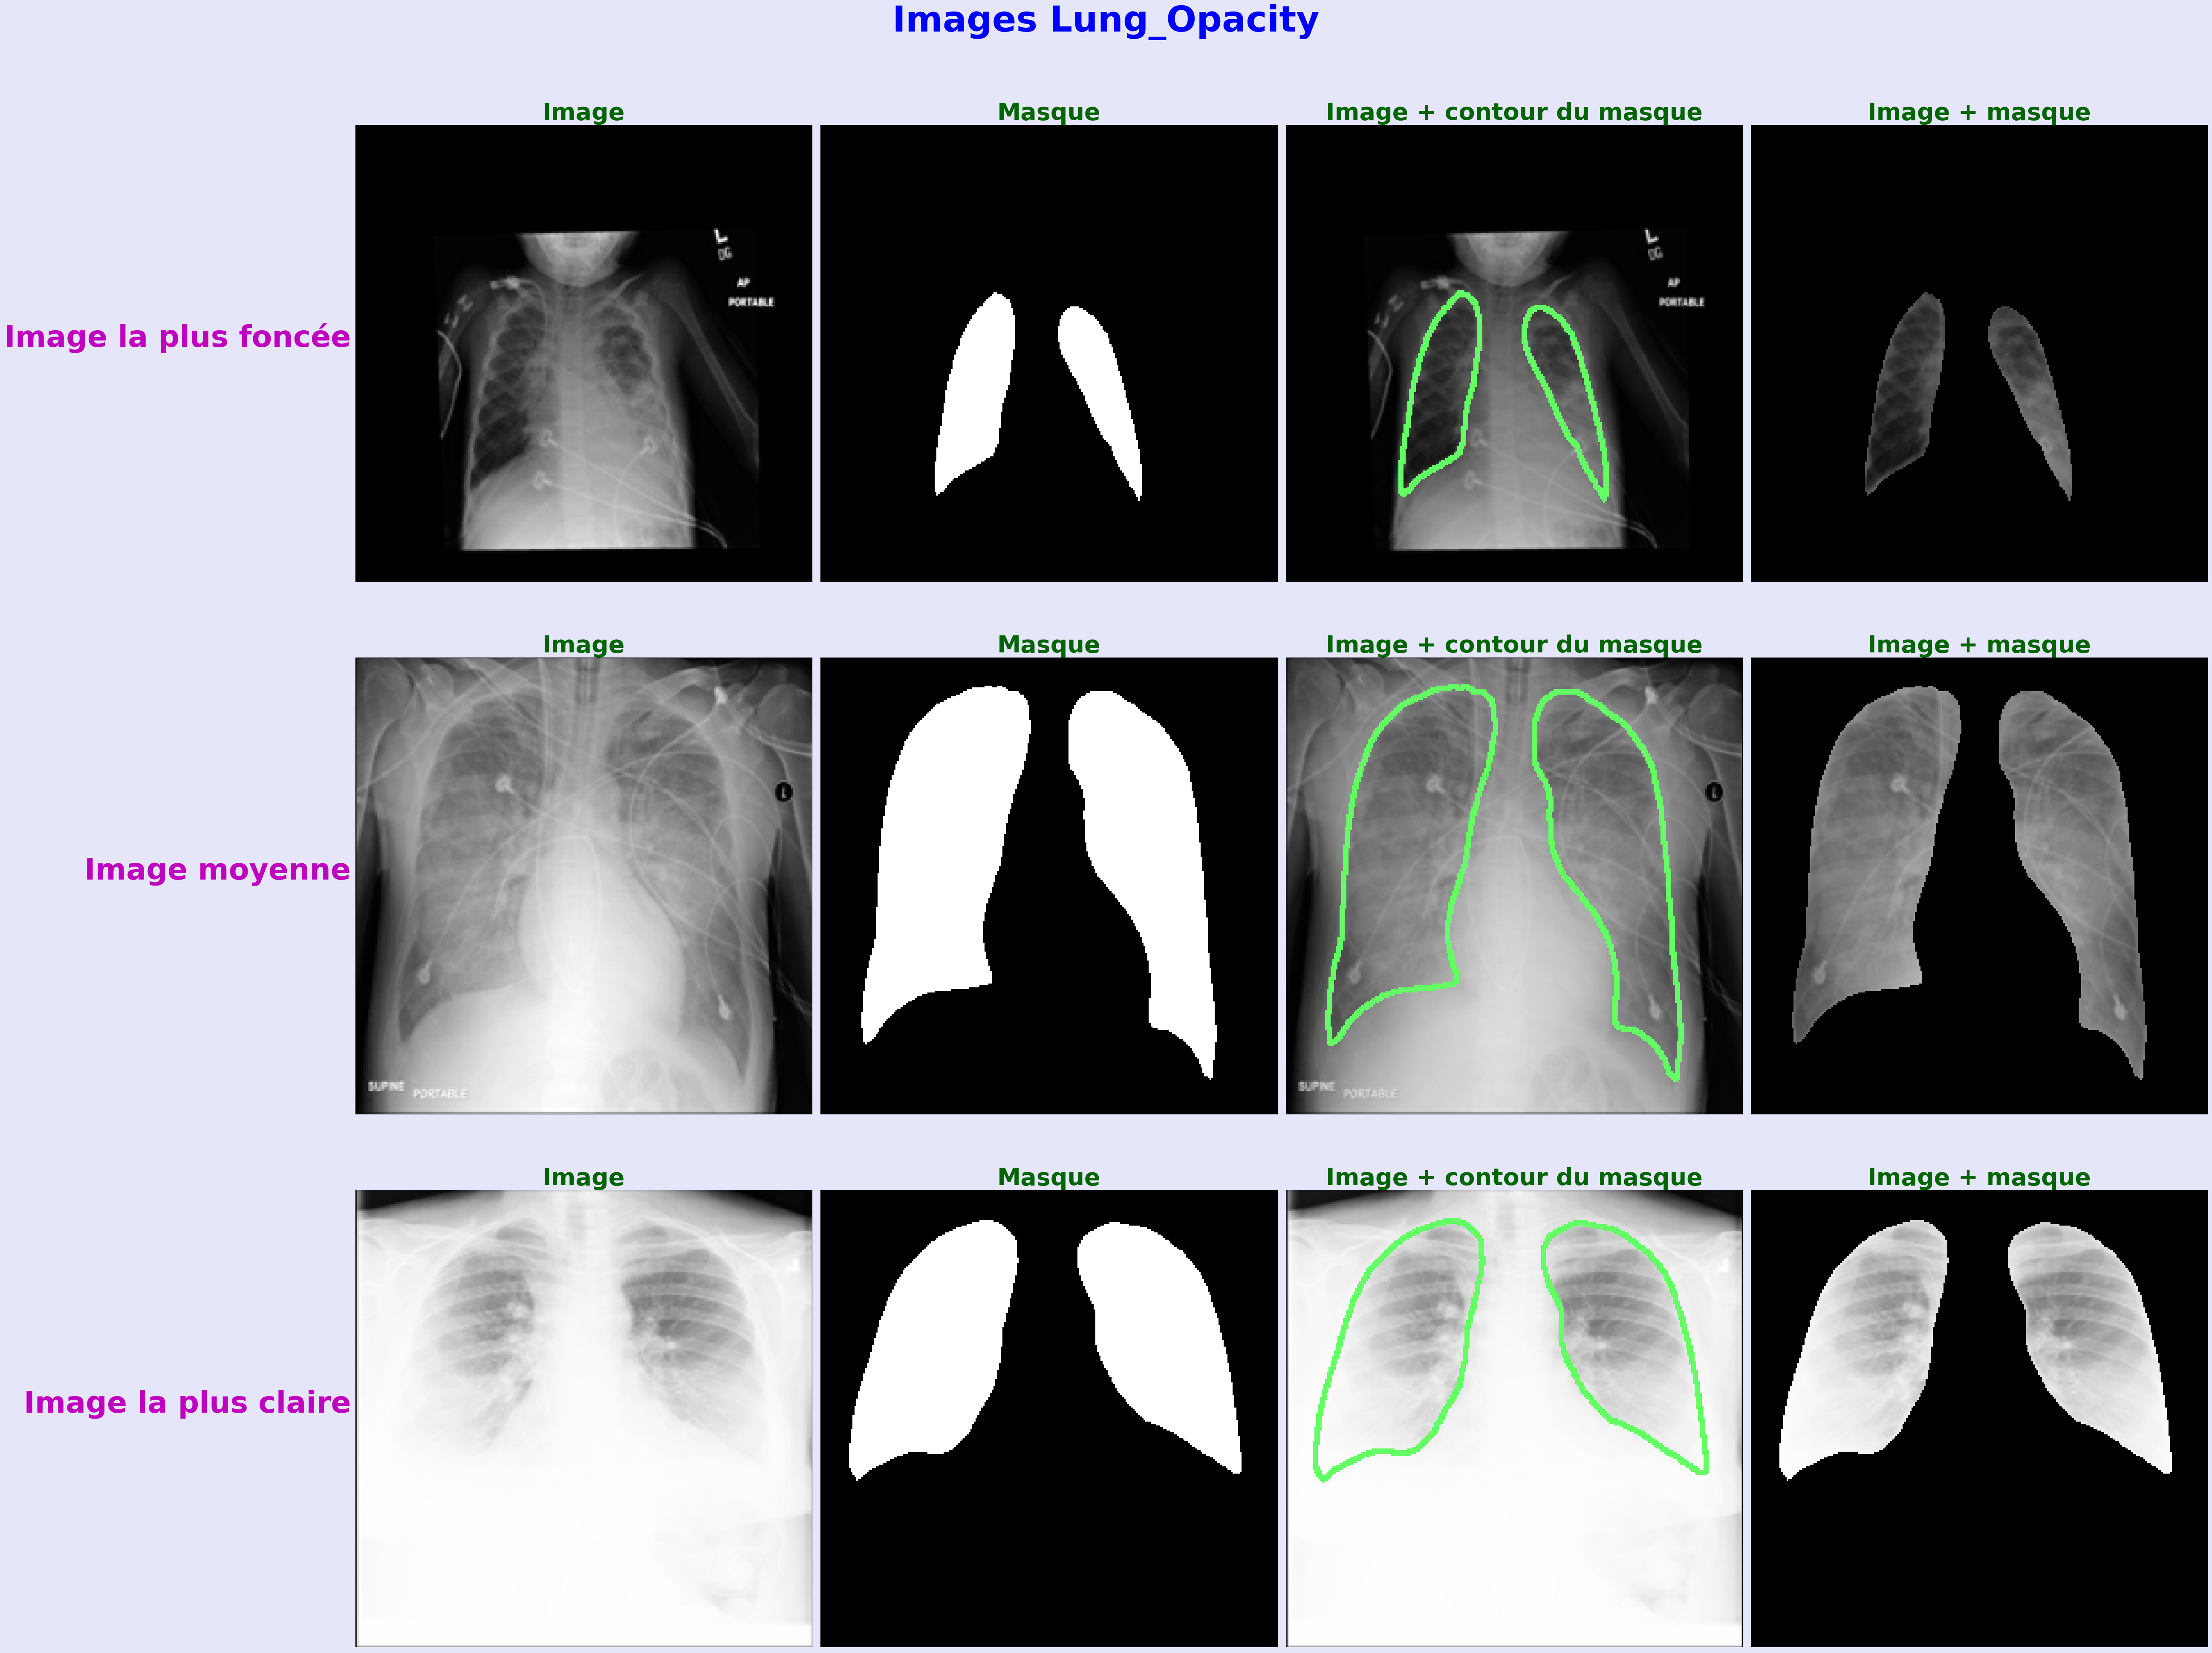 Images Lung_Opacity
Image
Masque
Image + contour du masque
Image + masque
Image la plus foncée
L
DG
AP
PORTABLE
L
DG
AP
PORTABLE
Image
Masque
Image + contour du masque
Image + masque
Image moyenne
L
SUPINE
PORTABLE
L
SUPINE
PORTABLE
Image
Masque
Image + contour du masque
Image + masque
Image la plus claire